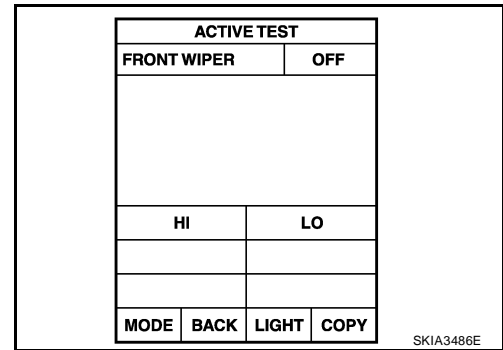 ACTIVE TEST
FRONT WIPER OFF
HI LO
MODE BACK LIGHT COPY
SKIA3486E